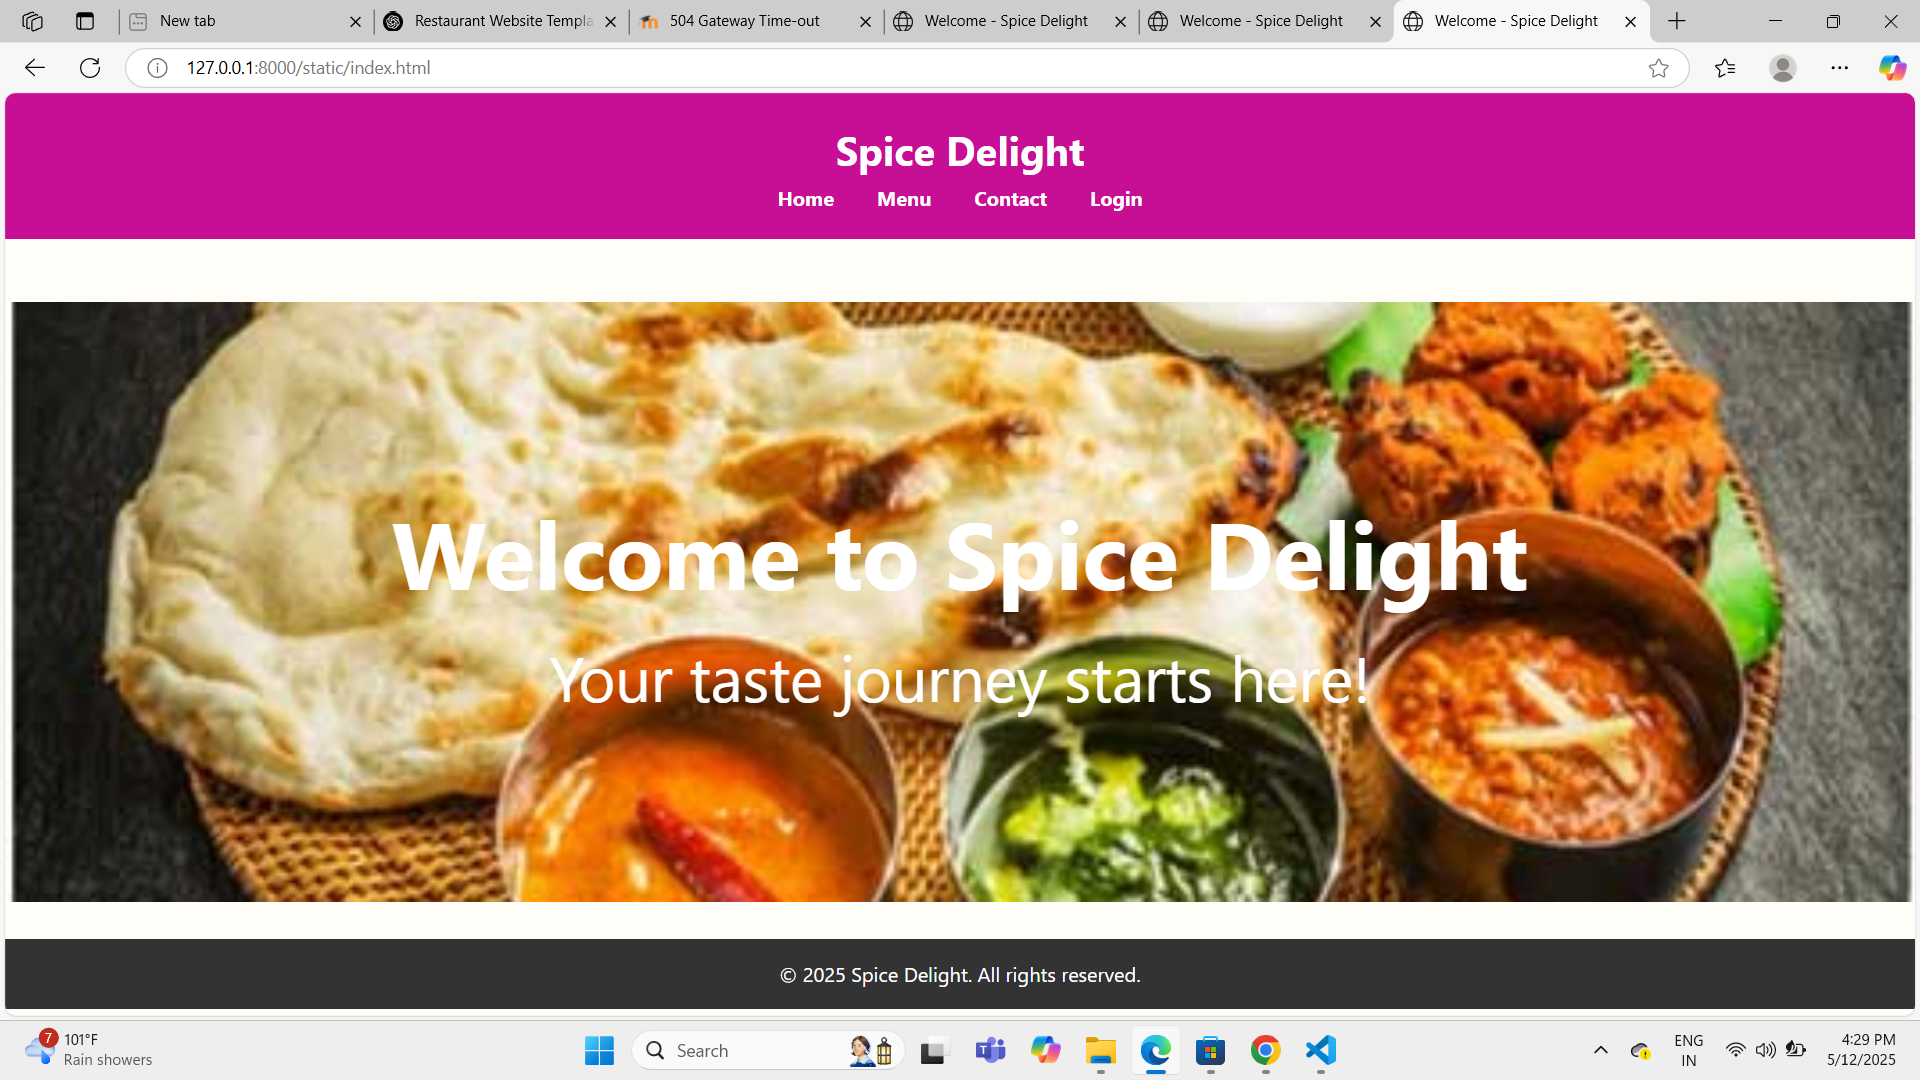 New tab
Restaurant Website Templa
504 Gateway Time-out
Welcome - Spice Delight
Welcome - Spice Delight
Welcome - Spice Delight
127.0.0.1:8000/static/index.html
Spice Delight
Home Menu Contact Login
Welcome to Spice Delight
Your taste journey starts here!
© 2025 Spice Delight. All rights reserved.
7
101°F
Rain showers
Search
ENG
IN
4:29 PM
5/12/2025